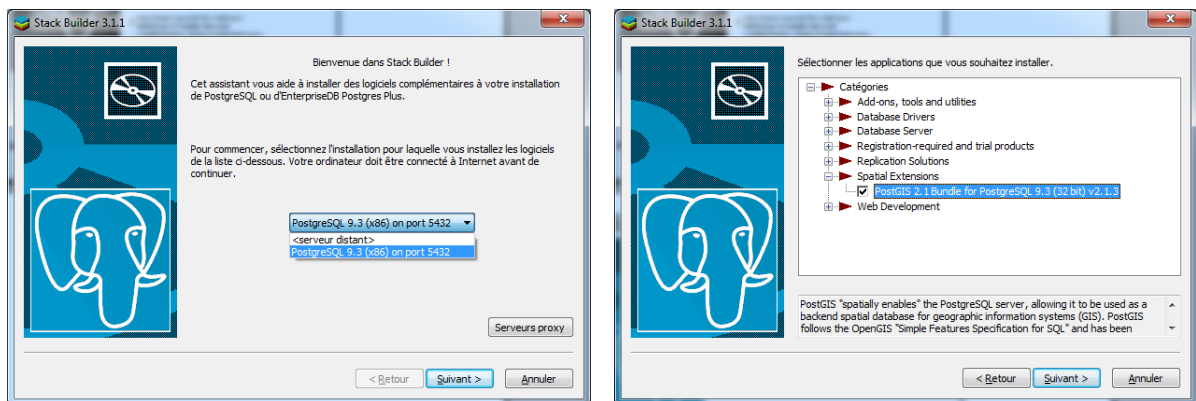 Stack Builder 3.1.1
Bienvenue dans Stack Builder !
Cet assistant vous aide à installer des logiciels complémentaires à votre installation
de PostgreSQL ou d'EnterpriseDB Postgres Plus.
Pour commencer, sélectionnez l'installation pour laquelle vous installez les logiciels
de la liste ci-dessous. Votre ordinateur doit être connecté à Internet avant de
continuer.
PostgreSQL 9.3 (x86) on port 5432
<serveur distant>
PostgreSQL 9.3 (x86) on port 5432
Serveurs proxy
< Retour
Suivant >
Annuler
Stack Builder 3.1.1
Sélectionner les applications que vous souhaitez installer.
Catégories
Add-ons, tools and utilities
Database Drivers
Database Server
Registration-required and trial products
Replication Solutions
Spatial Extensions
PostGIS 2.1 Bundle for PostgreSQL 9.3 (32 bit) v2.1.3
Web Development
PostGIS "spatially enables" the PostgreSQL server, allowing it to be used as a
backend spatial database for geographic information systems (GIS). PostGIS
follows the OpenGIS "Simple Features Specification for SQL" and has been
< Retour
Suivant >
Annuler